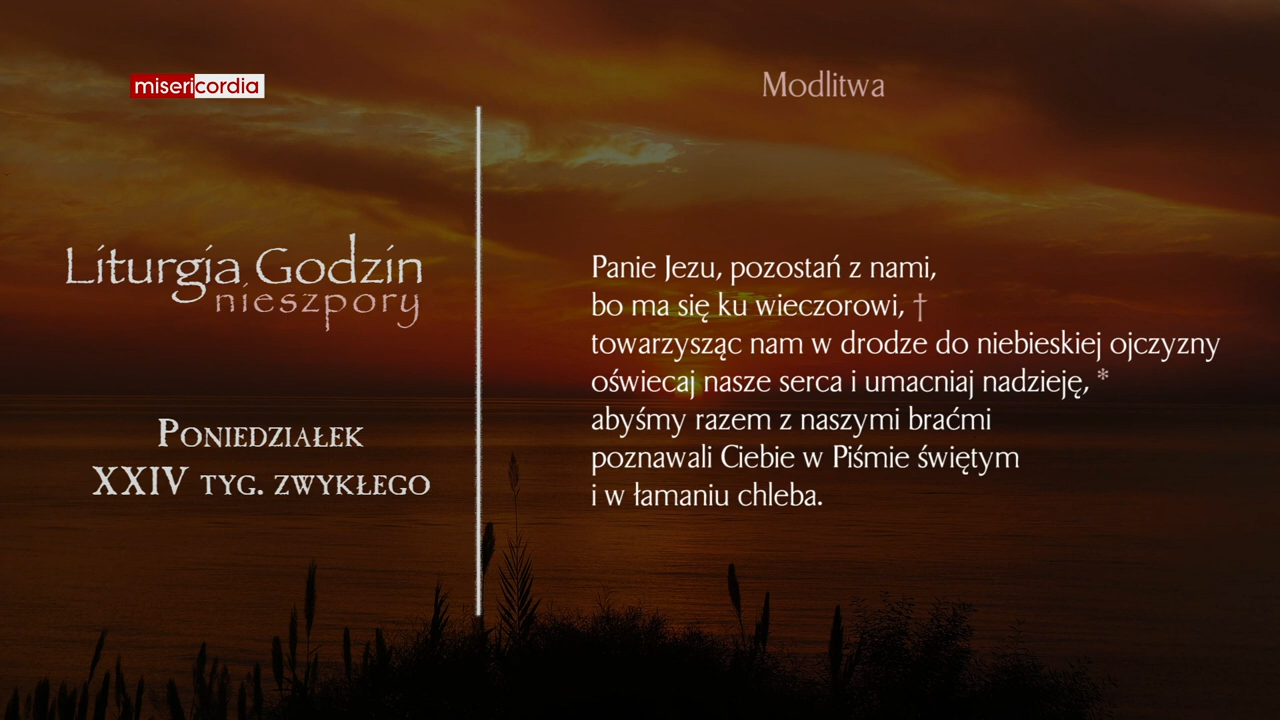 misericordia
Liturgia Godzin
nieszpory
Poniedziałek
XXIV tyg. zwykłego
Modlitwa
Panie Jezu, pozostań z nami,
bo ma się ku wieczorowi, †
towarzysząc nam w drodze do niebieskiej ojczyzny
oświecaj nasze serca i umacniaj nadzieję, *
abyśmy razem z naszymi braćmi
poznawali Ciebie w Piśmie świętym
i w łamaniu chleba.